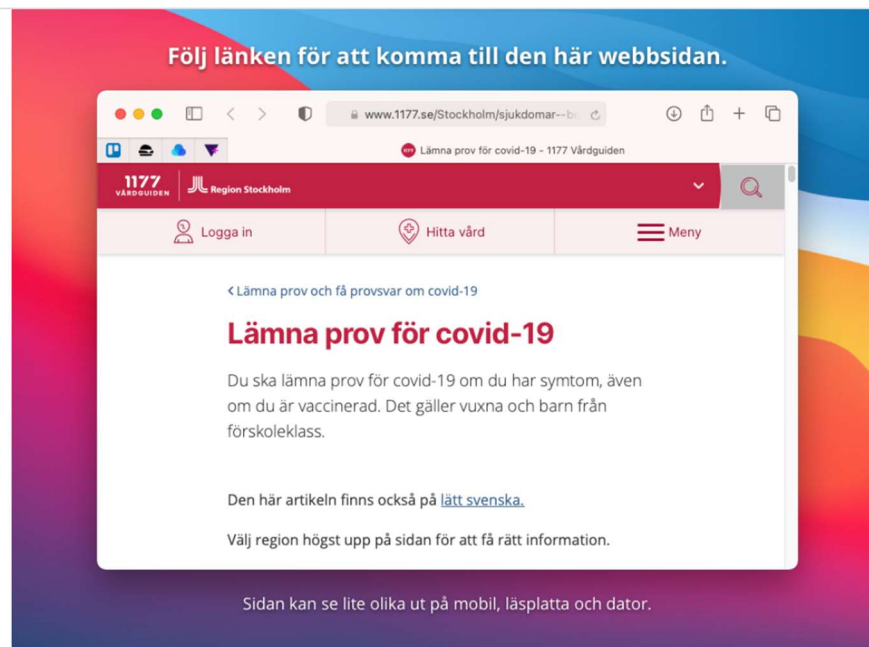 Följ länken för att komma till den här webbsidan.
www.1177.se/Stockholm/sjukdomar--b
Lämna prov för covid-19 - 1177 Vårdguiden
1177
VÅRDGUIDEN
Region Stockholm
Logga in
Hitta vård
Meny
Lämna prov och få provsvar om covid-19
Lämna prov för covid-19
Du ska lämna prov för covid-19 om du har symtom, även
om du är vaccinerad. Det gäller vuxna och barn från
förskoleklass.
Den här artikeln finns också på lätt svenska.
Välj region högst upp på sidan för att få rätt information.
Sidan kan se lite olika ut på mobil, läsplatta och dator.